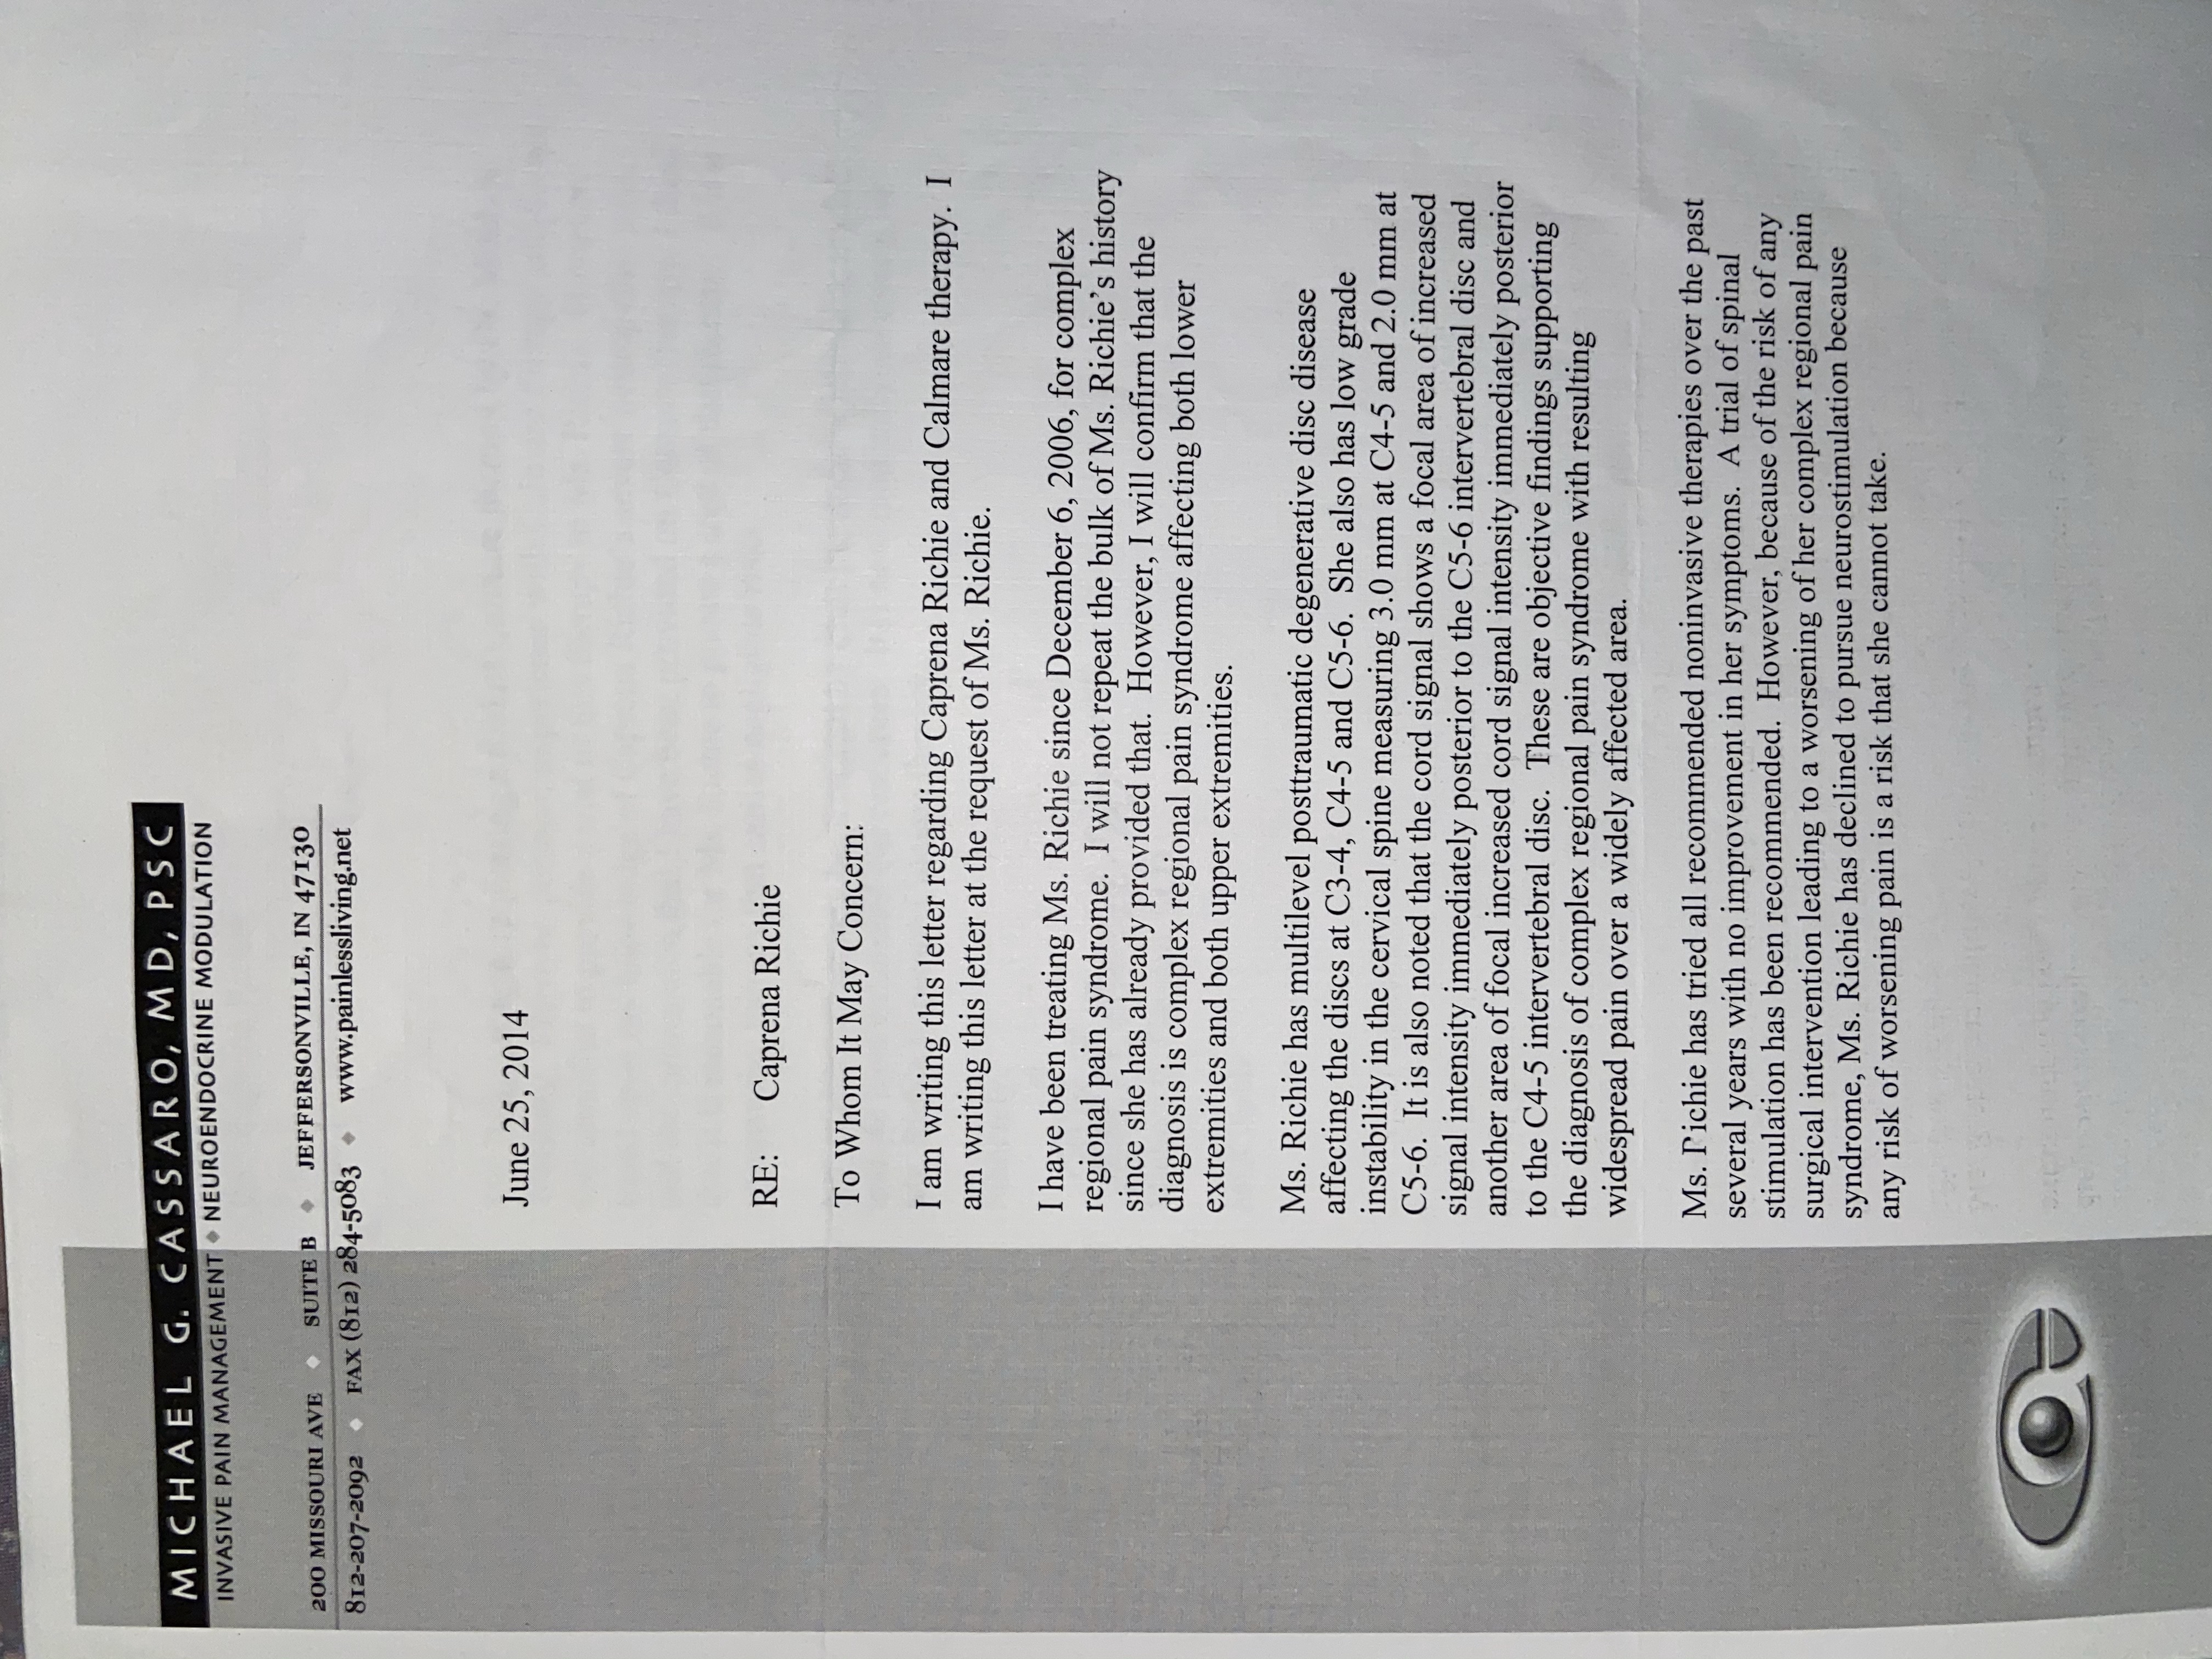 MICHAEL G. CASSARO, MD, PSC
INVASIVE PAIN MANAGEMENT ◆ NEUROENDOCRINE MODULATION
200 MISSOURI AVE ◆ SUITE B ◆ JEFFERSONVILLE, IN 47130
812-207-2092 ◆ FAX (812) 284-5083 ◆ www.painlessliving.net
June 25, 2014
RE: Caprena Richie
To Whom It May Concern:
I am writing this letter regarding Caprena Richie and Calmare therapy. I
am writing this letter at the request of Ms. Richie.
I have been treating Ms. Richie since December 6, 2006, for complex
regional pain syndrome. I will not repeat the bulk of Ms. Richie's history
since she has already provided that. However, I will confirm that the
diagnosis is complex regional pain syndrome affecting both lower
extremities and both upper extremities.
Ms. Richie has multilevel posttraumatic degenerative disc disease
affecting the discs at C3-4, C4-5 and C5-6. She also has low grade
instability in the cervical spine measuring 3.0 mm at C4-5 and 2.0 mm at
C5-6. It is also noted that the cord signal shows a focal area of increased
signal intensity immediately posterior to the C5-6 intervertebral disc and
another area of focal increased cord signal intensity immediately posterior
to the C4-5 intervertebral disc. These are objective findings supporting
the diagnosis of complex regional pain syndrome with resulting
widespread pain over a widely affected area.
Ms. Richie has tried all recommended noninvasive therapies over the past
several years with no improvement in her symptoms. A trial of spinal
stimulation has been recommended. However, because of the risk of any
surgical intervention leading to a worsening of her complex regional pain
syndrome, Ms. Richie has declined to pursue neurostimulation because
any risk of worsening pain is a risk that she cannot take.